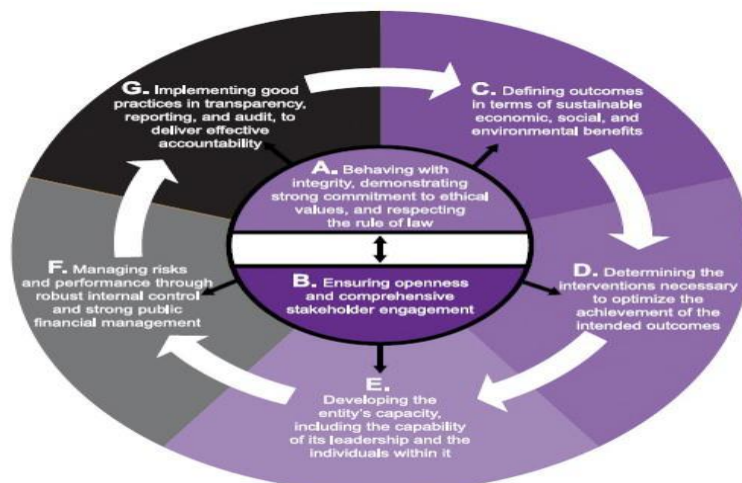 G. Implementing good
practices in transparency,
reporting, and audit, to
deliver effective
accountability
C. Defining outcomes
in terms of sustainable
economic, social, and
environmental benefits
A. Behaving with
integrity, demonstrating
strong commitment to ethical
values, and respecting
the rule of law
F. Managing risks
and performance through
robust internal control
and strong public
financial management
B. Ensuring openness
and comprehensive
stakeholder engagement
D. Determining the
interventions necessary
to optimize the
achievement of the
intended outcomes
E.
Developing the
entity's capacity,
including the capability
of its leadership and the
individuals within it